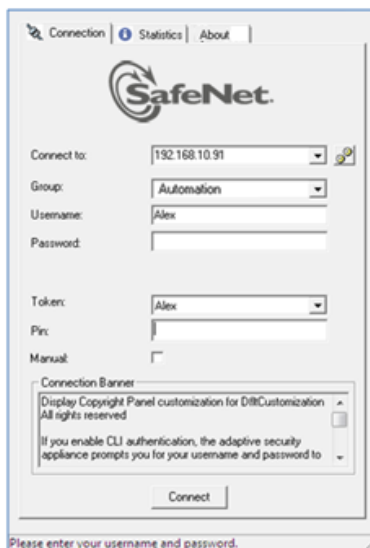 Connection Statistics About
SafeNet.
Connect to: 192.168.10.91
Group: Automation
Username: Alex
Password:
Token: Alex
Pin:
Manual:
Connection Banner
Display Copyright Panel customization for DfltCustomization
All rights reserved
If you enable CLI authentication, the adaptive security
appliance prompts you for your username and password to
Connect
Please enter your username and password.